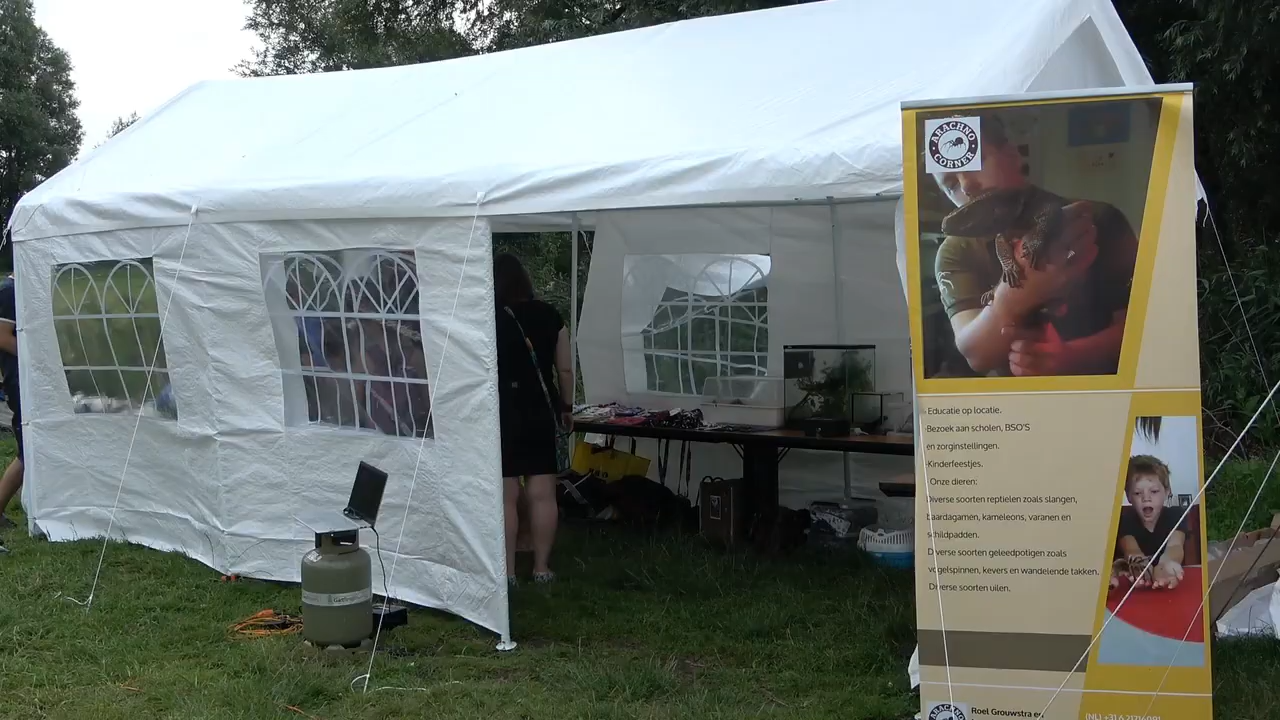 ARACHNO
CORNER
- Educatie op locatie.
-Bezoek aan scholen, BSO'S
en zorginstellingen.
-Kinderfeestjes.
Onze dieren:
Diverse soorten reptielen zoals slangen,
baardagamen, kameleons, varanen en
schildpadden.
Diverse soorten geleedpotigen zoals
vogelspinnen, kevers en wandelende takken.
Diverse soorten uilen.
ARACHNO
Roel Grouwstra en